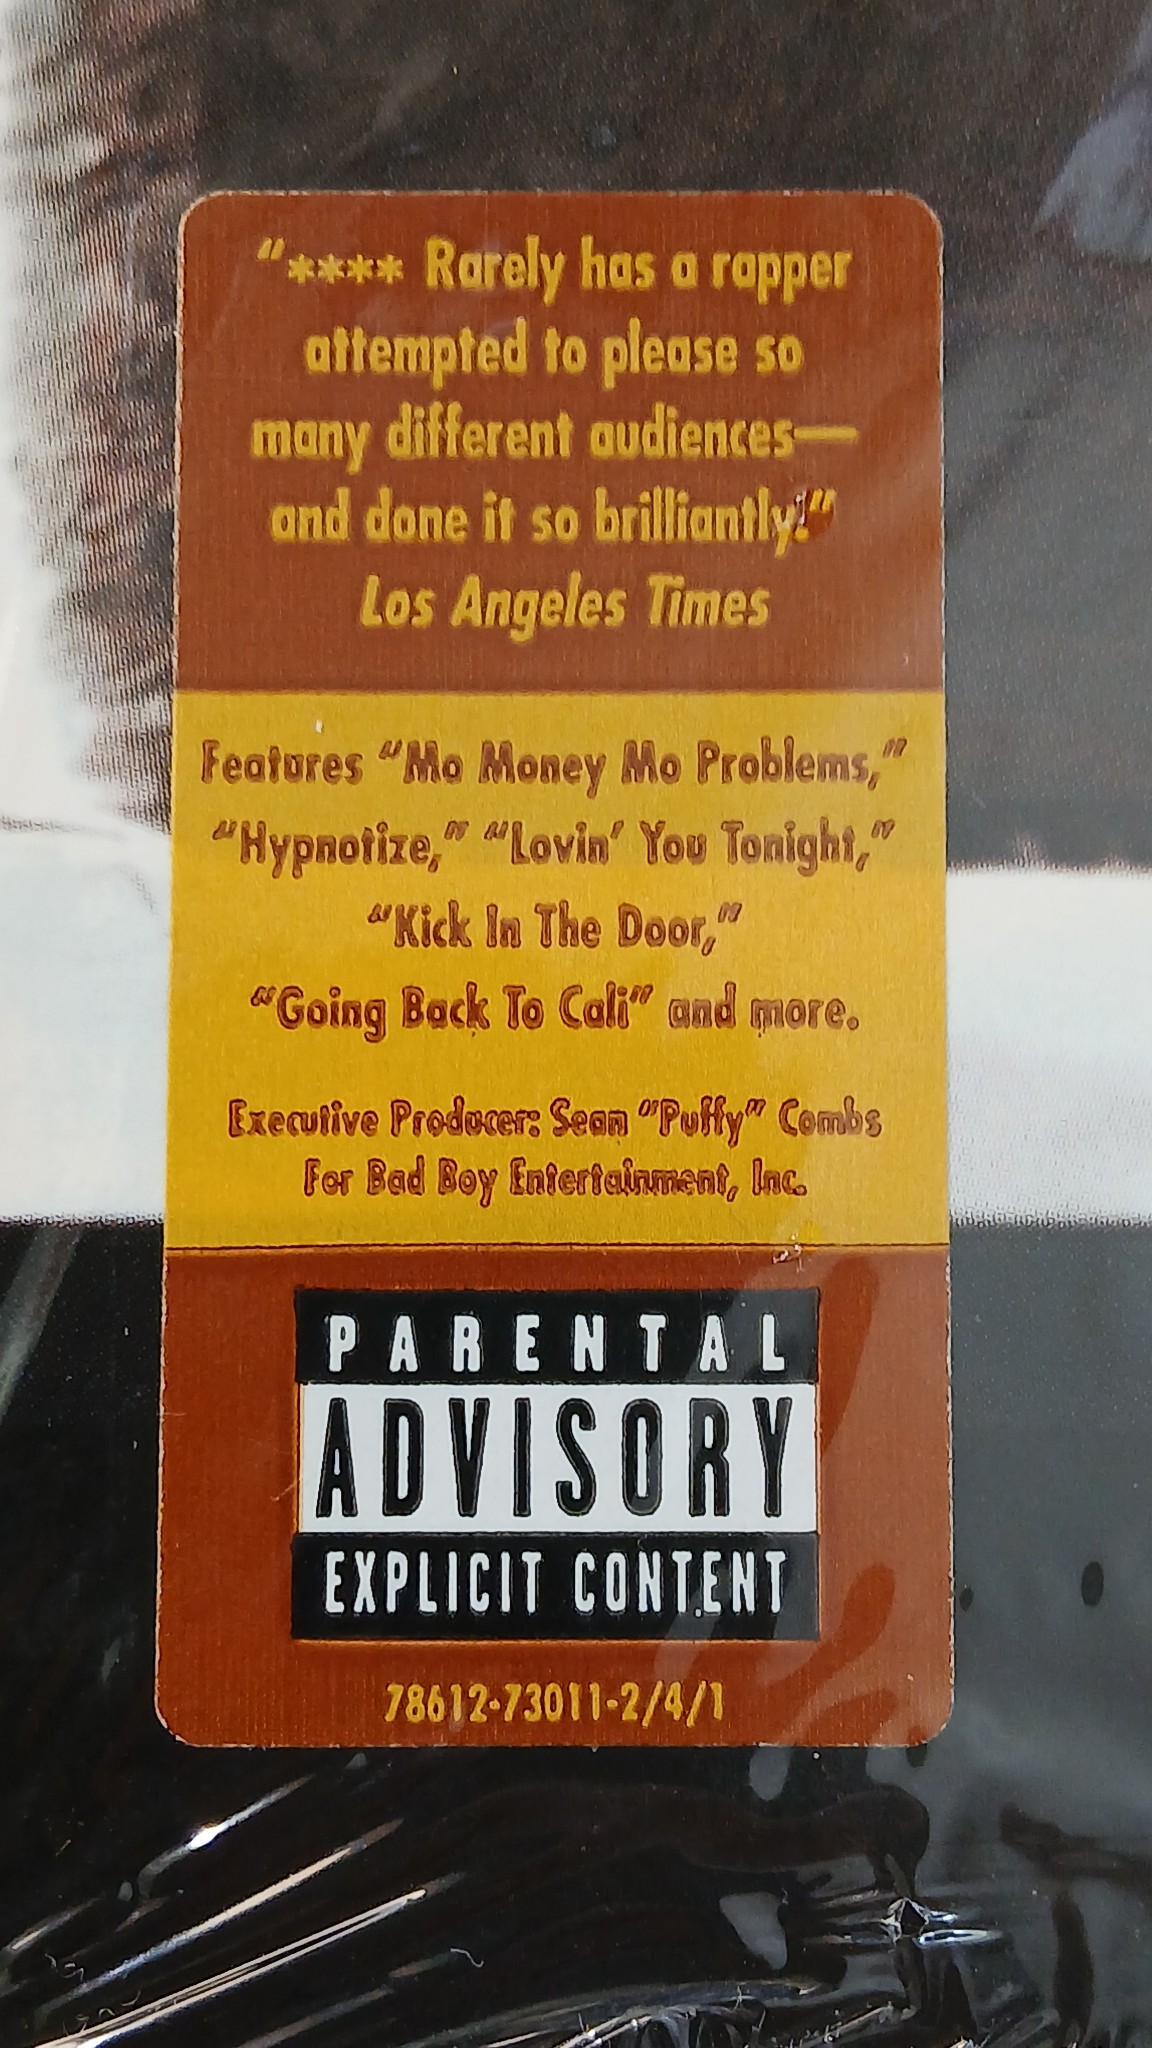 “**** Rarely has a rapper
attempted to please so
many different audiences—
and done it so brilliantly.”
Los Angeles Times
Features “Mo Money Mo Problems,”
“Hypnotize,” “Lovin’ You Tonight,”
“Kick In The Door,”
“Going Back To Cali” and more.
Executive Producer: Sean “Puffy” Combs
For Bad Boy Entertainment, Inc.
PARENTAL
ADVISORY
EXPLICIT CONTENT
78612-73011-2/4/1